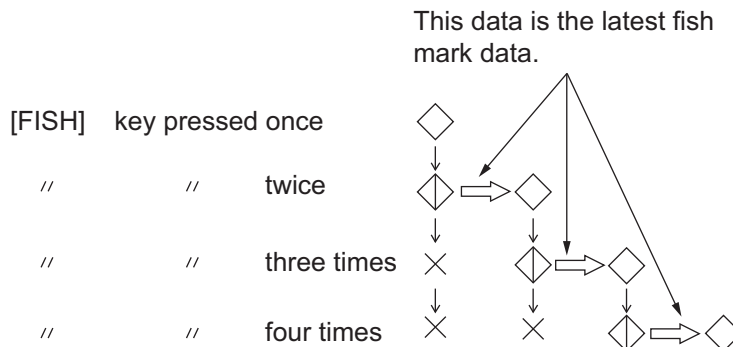 This data is the latest fish
mark data.
[FISH] key pressed once
〃 〃 twice
〃 〃 three times
〃 〃 four times